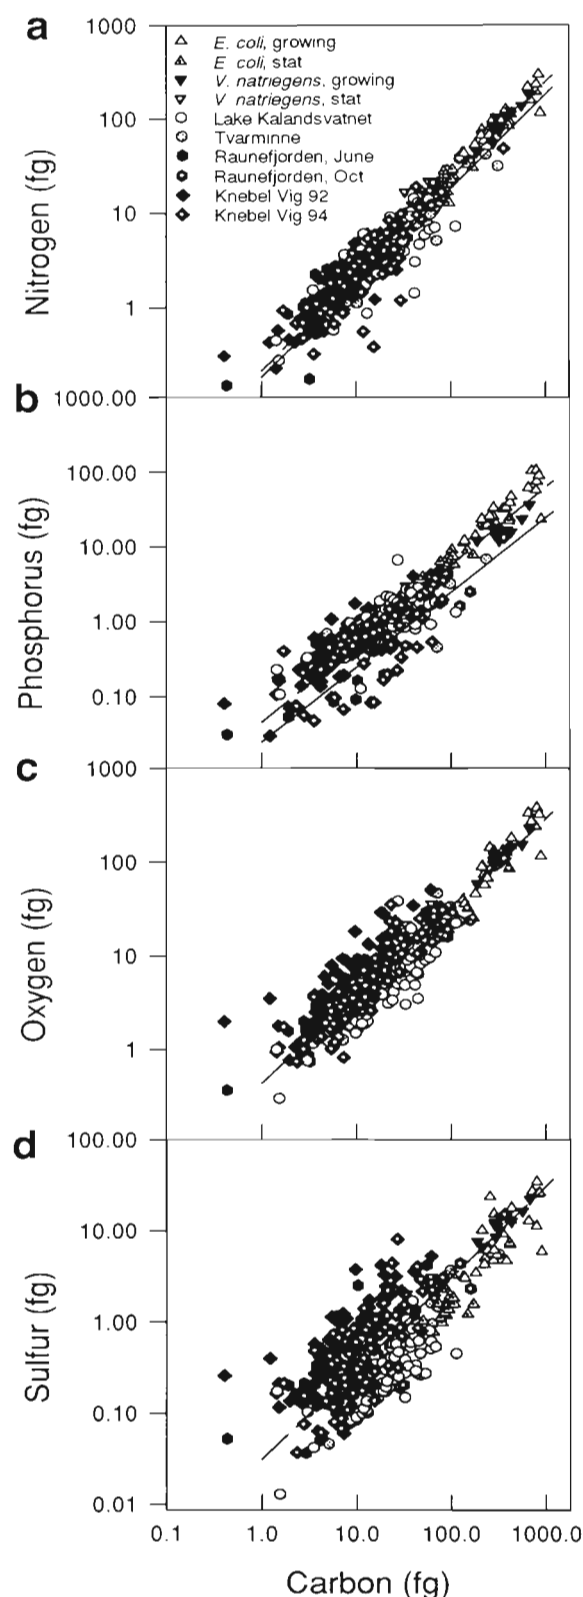 a
1000
100
10
1
Nitrogen (fg)
E. coli, growing
E coli, stat
V. natriegens, growing
V natriegens, stat
Lake Kalandsvatnet
Tvarminne
Raunefjorden, June
Raunefjorden, Oct
Knebel Vig 92
Knebel Vig 94
b
1000.00
100.00
10.00
1.00
0.10
Phosphorus (fg)
c
1000
100
10
1
Oxygen (fg)
d
100.00
10.00
1.00
0.10
0.01
Sulfur (fg)
0.1 1.0 10.0 100.0 1000.0
Carbon (fg)